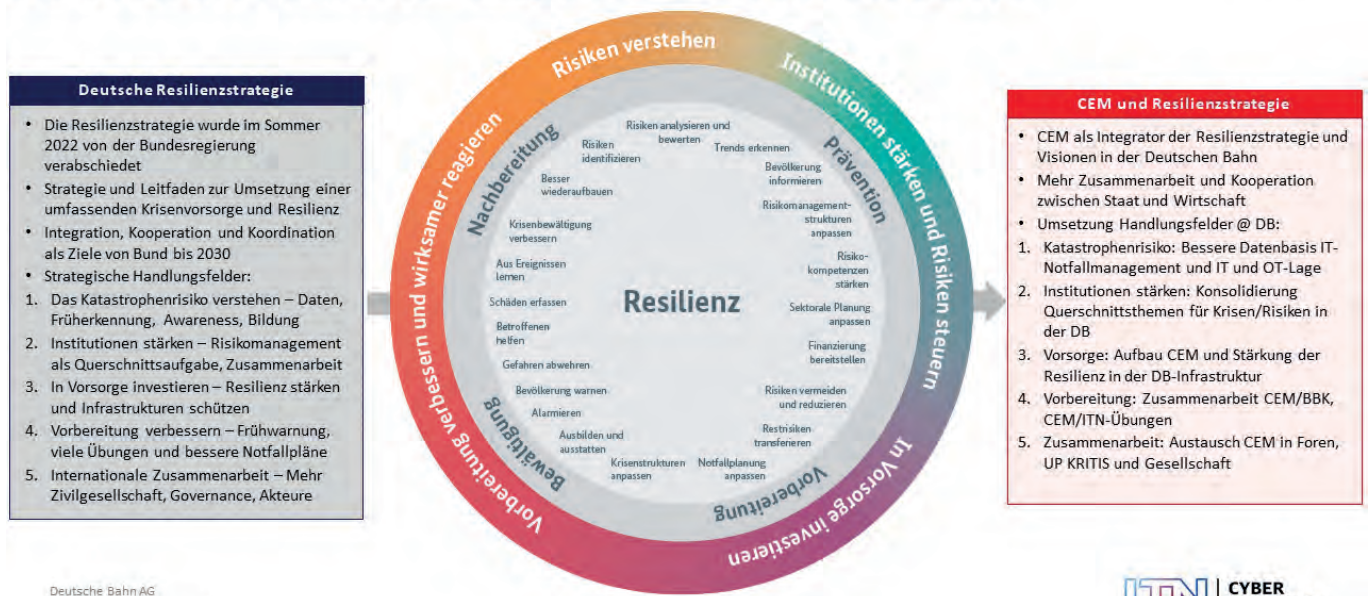 Deutsche Resilienzstrategie
• Die Resilienzstrategie wurde im Sommer
2022 von der Bundesregierung
verabschiedet
• Strategie und Leitfaden zur Umsetzung einer
umfassenden Krisenvorsorge und Resilienz
• Integration, Kooperation und Koordination
als Ziele von Bund bis 2030
• Strategische Handlungsfelder:
1. Das Katastrophenrisiko verstehen – Daten,
Früherkennung, Awareness, Bildung
2. Institutionen stärken – Risikomanagement
als Querschnittsaufgabe, Zusammenarbeit
3. In Vorsorge investieren – Resilienz stärken
und Infrastrukturen schützen
4. Vorbereitung verbessern – Frühwarnung,
viele Übungen und bessere Notfallpläne
5. Internationale Zusammenarbeit – Mehr
Zivilgesellschaft, Governance, Akteure
Risiken verstehen
Institutionen stärken und Risiken steuern
In Vorsorge investieren
Vorbereitung verbessern und wirksamer reagieren
Nachbereitung
Prävention
Vorbereitung
Bewältigung
Risiken analysieren und
bewerten
Trends erkennen
Bevölkerung
informieren
Risikomanagement-
strukturen
anpassen
Risiko-
kompetenzen
stärken
Sektorale Planung
anpassen
Finanzierung
bereitstellen
Risiken vermeiden
und reduzieren
Restrisiken
transferieren
Notfallplanung
anpassen
Krisenstrukturen
anpassen
Ausbilden und
ausstatten
Alarmieren
Bevölkerung warnen
Gefahren abwehren
Betroffenen
helfen
Schäden erfassen
Aus Ereignissen
lernen
Krisenbewältigung
verbessern
Besser
wiederaufbauen
Risiken
identifizieren
Resilienz
CEM und Resilienzstrategie
• CEM als Integrator der Resilienzstrategie und
Visionen in der Deutschen Bahn
• Mehr Zusammenarbeit und Kooperation
zwischen Staat und Wirtschaft
• Umsetzung Handlungsfelder @ DB:
1. Katastrophenrisiko: Bessere Datenbasis IT-
Notfallmanagement und IT und OT-Lage
2. Institutionen stärken: Konsolidierung
Querschnittsthemen für Krisen/Risiken in
der DB
3. Vorsorge: Aufbau CEM und Stärkung der
Resilienz in der DB-Infrastruktur
4. Vorbereitung: Zusammenarbeit CEM/BBK,
CEM/ITN-Übungen
5. Zusammenarbeit: Austausch CEM in Foren,
UP KRITIS und Gesellschaft
Deutsche Bahn AG
ITN | CYBER